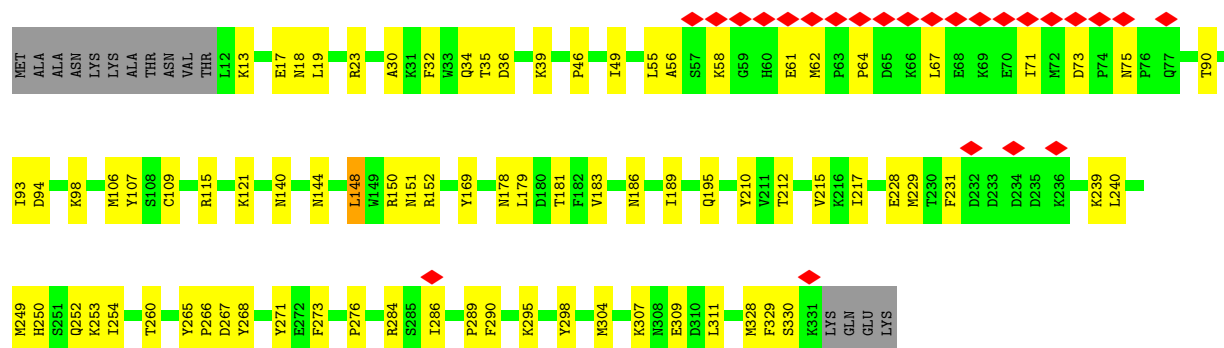 MET ALA ALA ALA ASN LYS LYS ALA THR ASN VAL THR L12 K13 E17 N18 L19 R23 A30 K31 F32 W33 Q34 T35 D36 K39 P46 I49 L55 A56 S57 K58 G59 H60 E61 M62 P63 P64 D65 K66 L67 E68 K69 E70 I71 M72 D73 P74 N75 P76 Q77 T90
I93 D94 K98 M106 Y107 S108 C109 R115 K121 N140 N144 L148 W149 R150 N151 R152 Y169 N178 L179 D180 T181 F182 V183 N186 I189 Q195 Y210 V211 T212 V215 K216 I217 E228 M229 T230 F231 D232 D233 D234 D235 K236 K239 L240
M249 H250 S251 Q252 K253 I254 T260 Y265 P266 D267 Y268 Y271 E272 F273 P276 R284 S285 I286 P289 F290 K295 Y298 M304 K307 N308 E309 D310 L311 M328 F329 S330 K331 LYS GLN GLU LYS